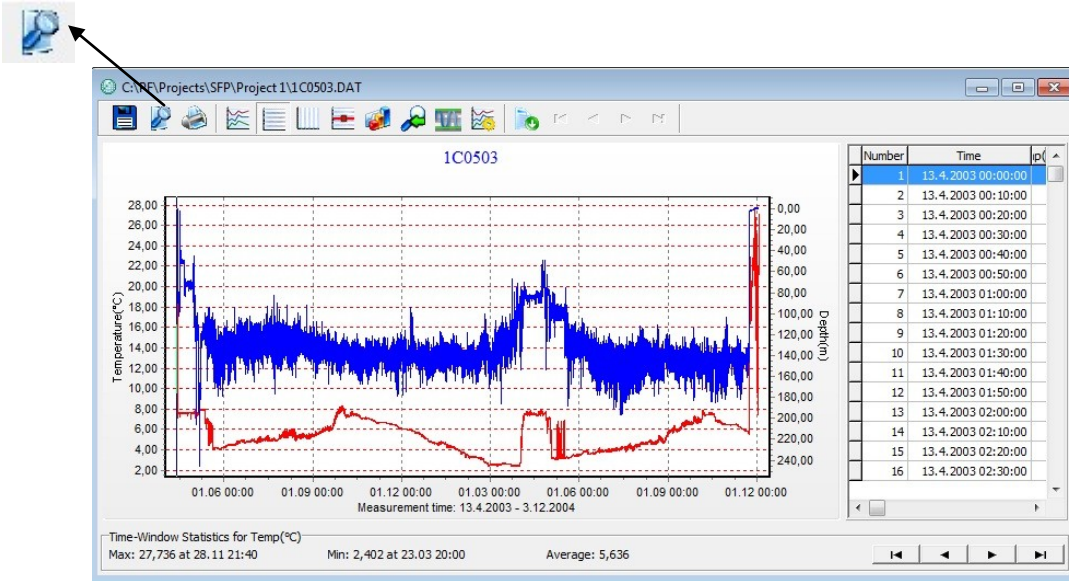 C:\PF\Projects\SFP\Project 1\1C0503.DAT
1C0503
28,00
26,00
24,00
22,00
20,00
18,00
16,00
14,00
12,00
10,00
8,00
6,00
4,00
2,00
Temperature(°C)
0,00
20,00
40,00
60,00
80,00
100,00
120,00
140,00
160,00
180,00
200,00
220,00
240,00
Depth(m)
01.06 00:00 01.09 00:00 01.12 00:00 01.03 00:00 01.06 00:00 01.09 00:00 01.12 00:00
Measurement time: 13.4.2003 - 3.12.2004
Number Time
1 13.4.2003 00:00:00
2 13.4.2003 00:10:00
3 13.4.2003 00:20:00
4 13.4.2003 00:30:00
5 13.4.2003 00:40:00
6 13.4.2003 00:50:00
7 13.4.2003 01:00:00
8 13.4.2003 01:10:00
9 13.4.2003 01:20:00
10 13.4.2003 01:30:00
11 13.4.2003 01:40:00
12 13.4.2003 01:50:00
13 13.4.2003 02:00:00
14 13.4.2003 02:10:00
15 13.4.2003 02:20:00
16 13.4.2003 02:30:00
Time-Window Statistics for Temp(°C)
Max: 27,736 at 28.11 21:40 Min: 2,402 at 23.03 20:00 Average: 5,636